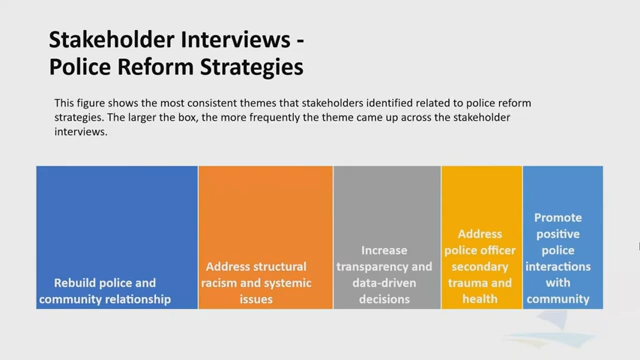 Stakeholder Interviews -
Police Reform Strategies
This figure shows the most consistent themes that stakeholders identified related to police reform
strategies. The larger the box, the more frequently the theme came up across the stakeholder
interviews.
Rebuild police and
community relationship
Address structural
racism and systemic
issues
Increase
transparency and
data-driven
decisions
Address
police officer
secondary
trauma and
health
Promote
positive
police
interactions
with
community